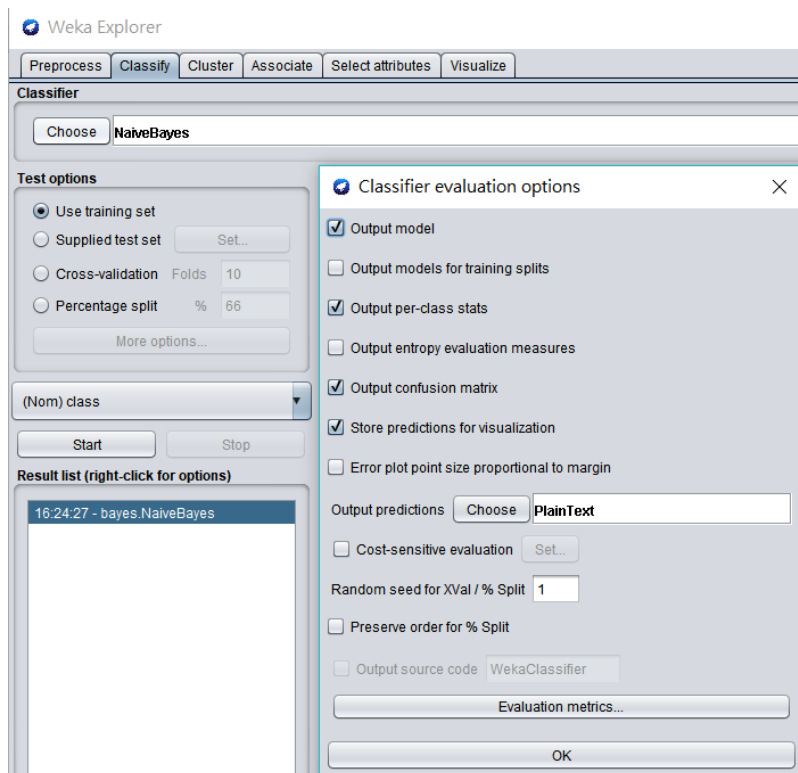 Weka Explorer
Preprocess Classify Cluster Associate Select attributes Visualize
Classifier
Choose NaiveBayes
Test options
Use training set
Supplied test set Set...
Cross-validation Folds 10
Percentage split % 66
More options...
(Nom) class
Start Stop
Result list (right-click for options)
16:24:27 - bayes.NaiveBayes
Classifier evaluation options
Output model
Output models for training splits
Output per-class stats
Output entropy evaluation measures
Output confusion matrix
Store predictions for visualization
Error plot point size proportional to margin
Output predictions Choose PlainText
Cost-sensitive evaluation Set...
Random seed for XVal / % Split 1
Preserve order for % Split
Output source code WekaClassifier
Evaluation metrics...
OK